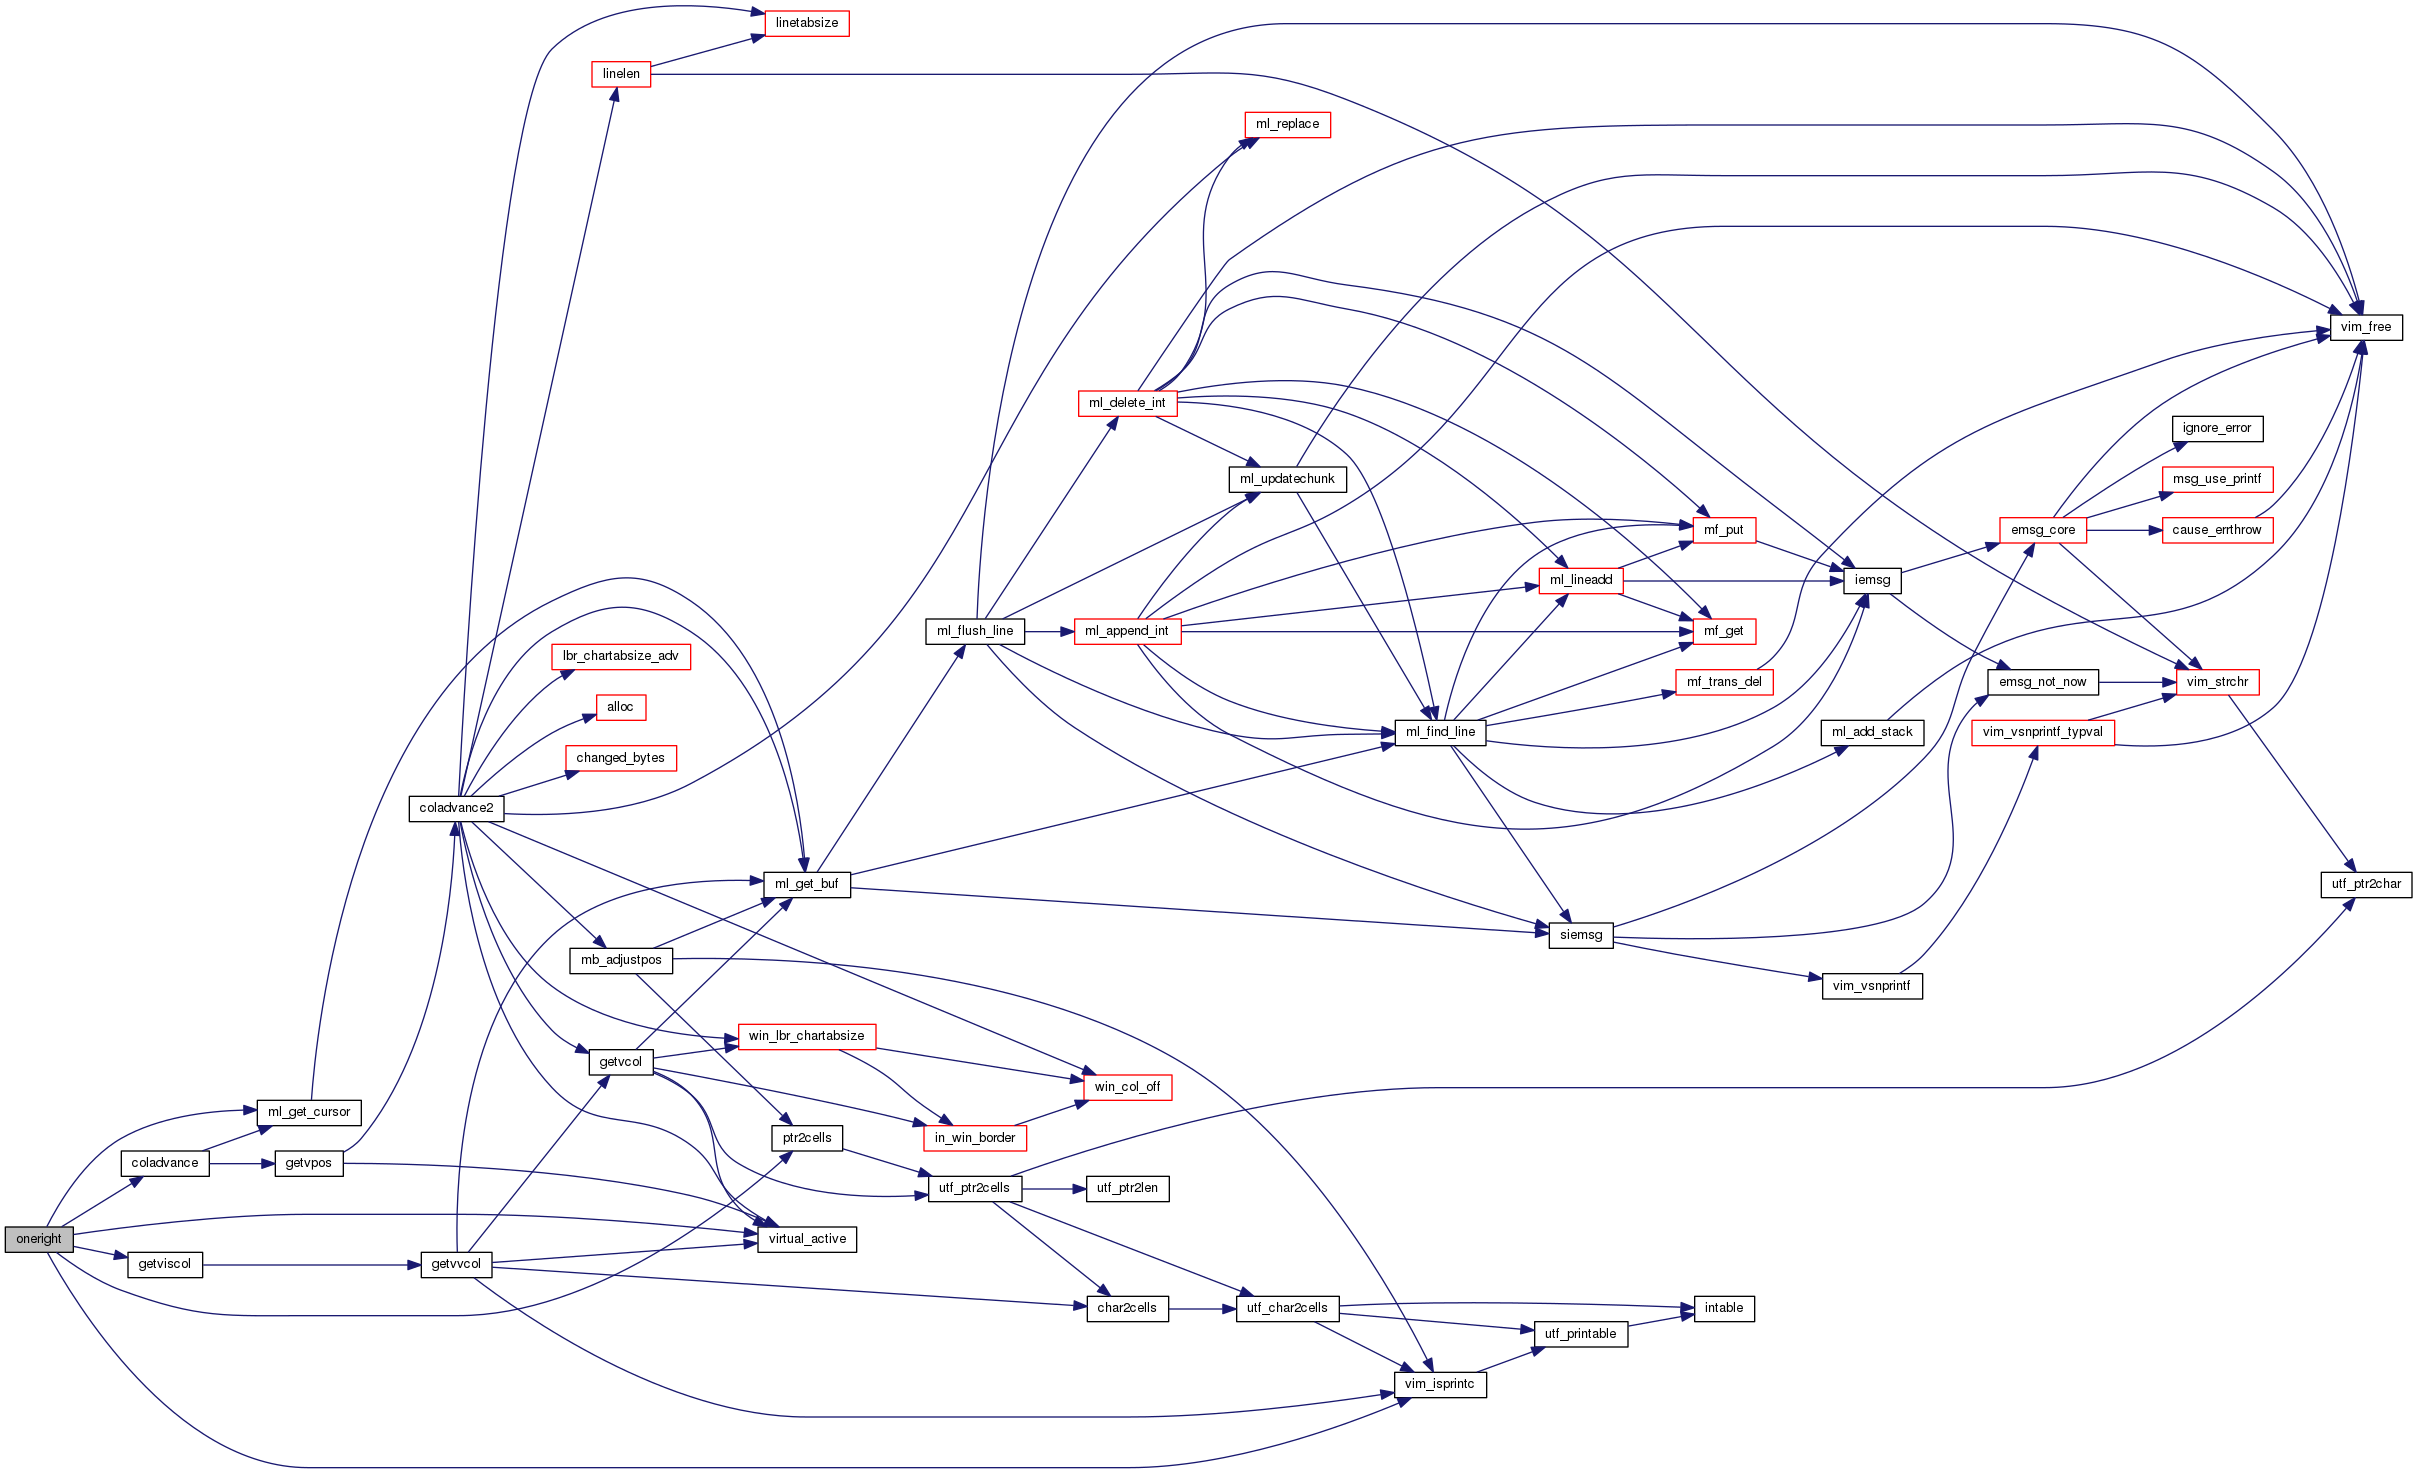 linetabsize
linelen
ml_replace
vim_free
ml_delete_int
ignore_error
ml_updatechunk
msg_use_printf
mf_put
emsg_core
cause_errthrow
ml_lineadd
iemsg
ml_flush_line
ml_append_int
mf_get
lbr_chartabsize_adv
mf_trans_del
emsg_not_now
vim_strchr
alloc
ml_find_line
ml_add_stack
vim_vsnprintf_typval
changed_bytes
coladvance2
ml_get_buf
utf_ptr2char
siemsg
mb_adjustpos
vim_vsnprintf
win_lbr_chartabsize
getvcol
win_col_off
ml_get_cursor
ptr2cells
in_win_border
coladvance
getvpos
utf_ptr2cells
utf_ptr2len
oneright
virtual_active
getviscol
getvvcol
char2cells
utf_char2cells
intable
utf_printable
vim_isprintc